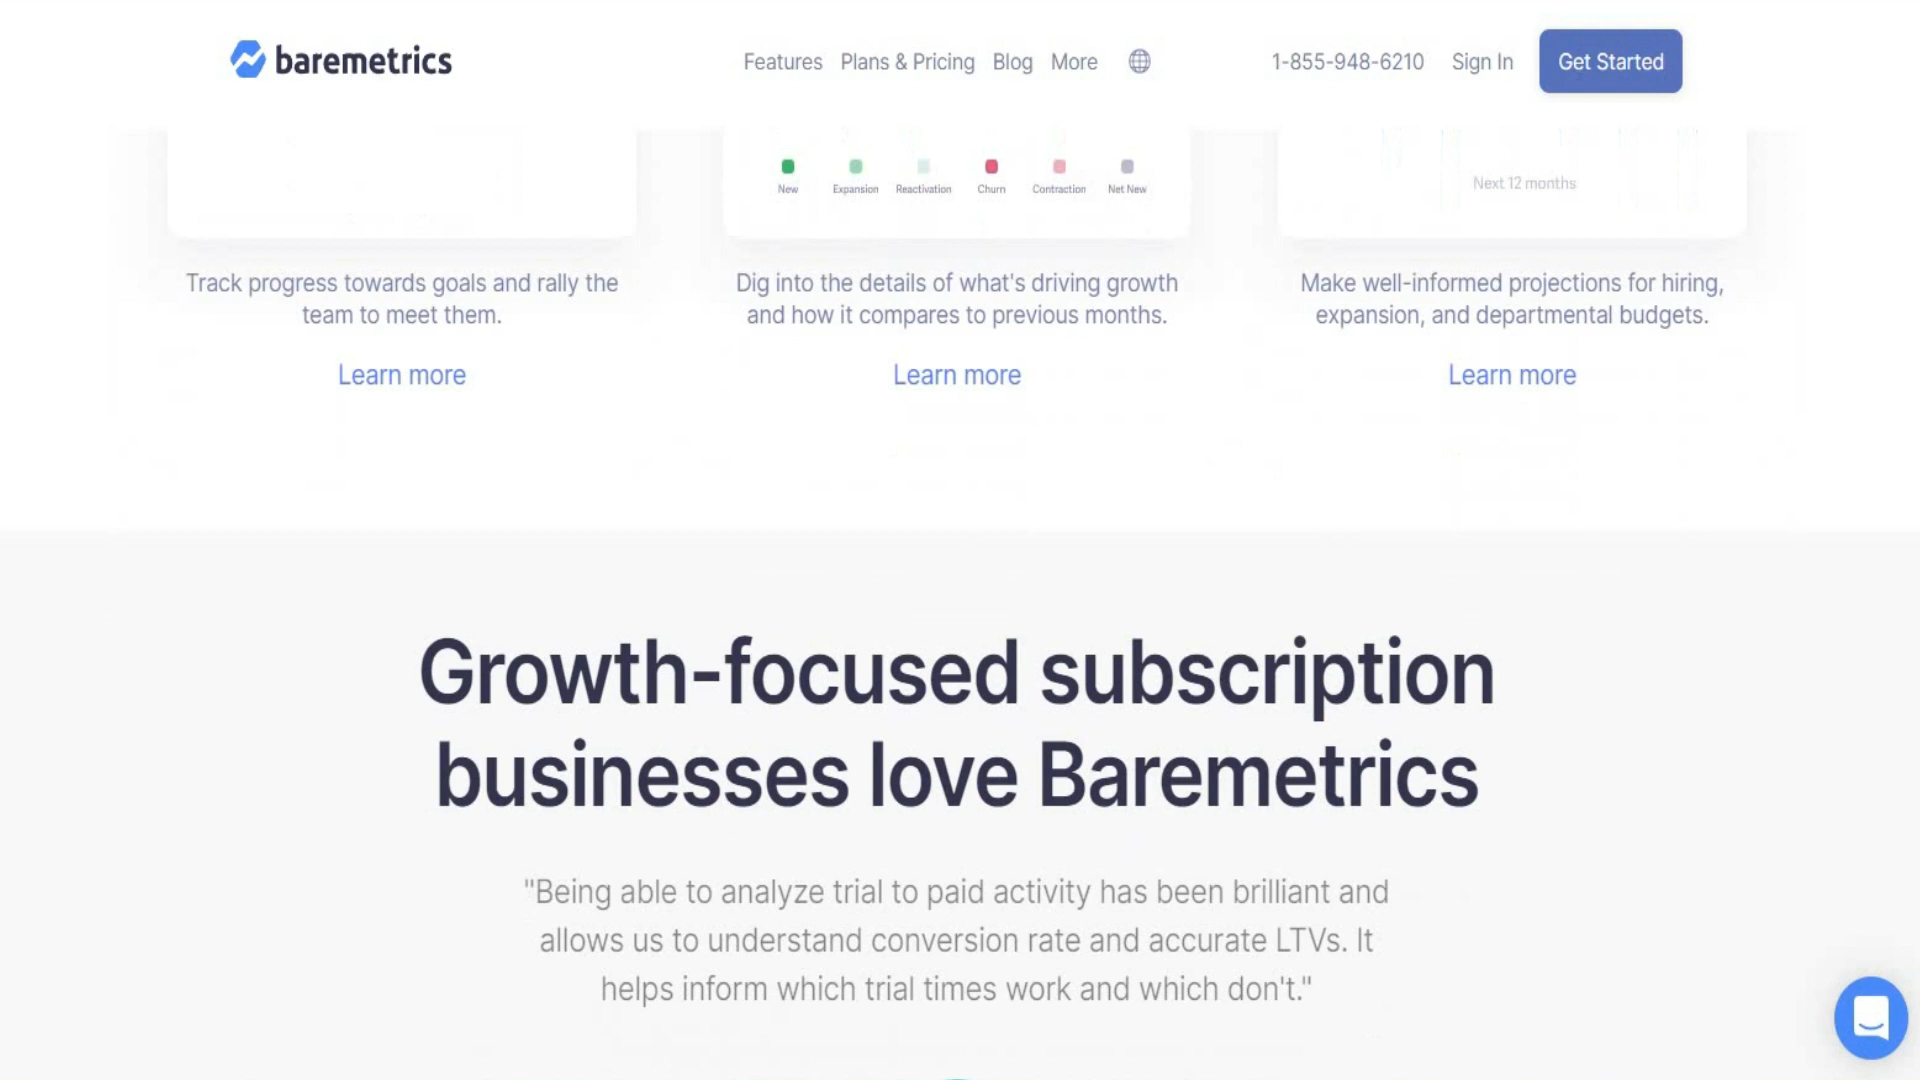 baremetrics
Features Plans & Pricing Blog More
1-855-948-6210 Sign In Get Started
New Expansion Reactivation Churn Contraction Net New
Next 12 months
Track progress towards goals and rally the
team to meet them.
Learn more
Dig into the details of what's driving growth
and how it compares to previous months.
Learn more
Make well-informed projections for hiring,
expansion, and departmental budgets.
Learn more
Growth-focused subscription
businesses love Baremetrics
"Being able to analyze trial to paid activity has been brilliant and
allows us to understand conversion rate and accurate LTVs. It
helps inform which trial times work and which don't."